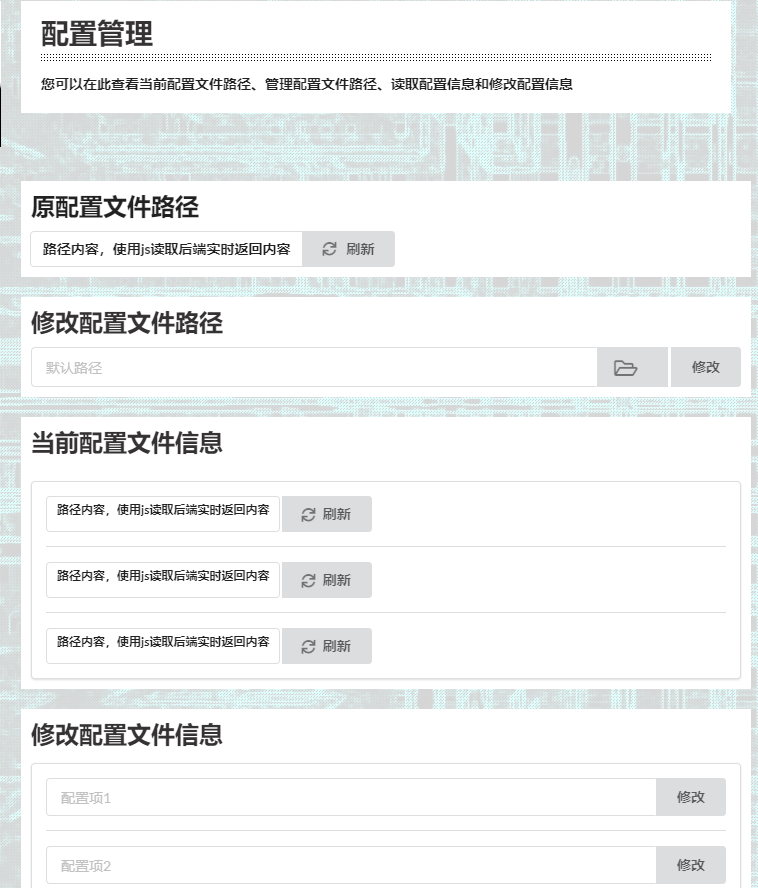 配置管理
您可以在此查看当前配置文件路径、管理配置文件路径、读取配置信息和修改配置信息
原配置文件路径
路径内容，使用js读取后端实时返回内容 刷新
修改配置文件路径
默认路径 修改
当前配置文件信息
路径内容，使用js读取后端实时返回内容 刷新
路径内容，使用js读取后端实时返回内容 刷新
路径内容，使用js读取后端实时返回内容 刷新
修改配置文件信息
配置项1 修改
配置项2 修改